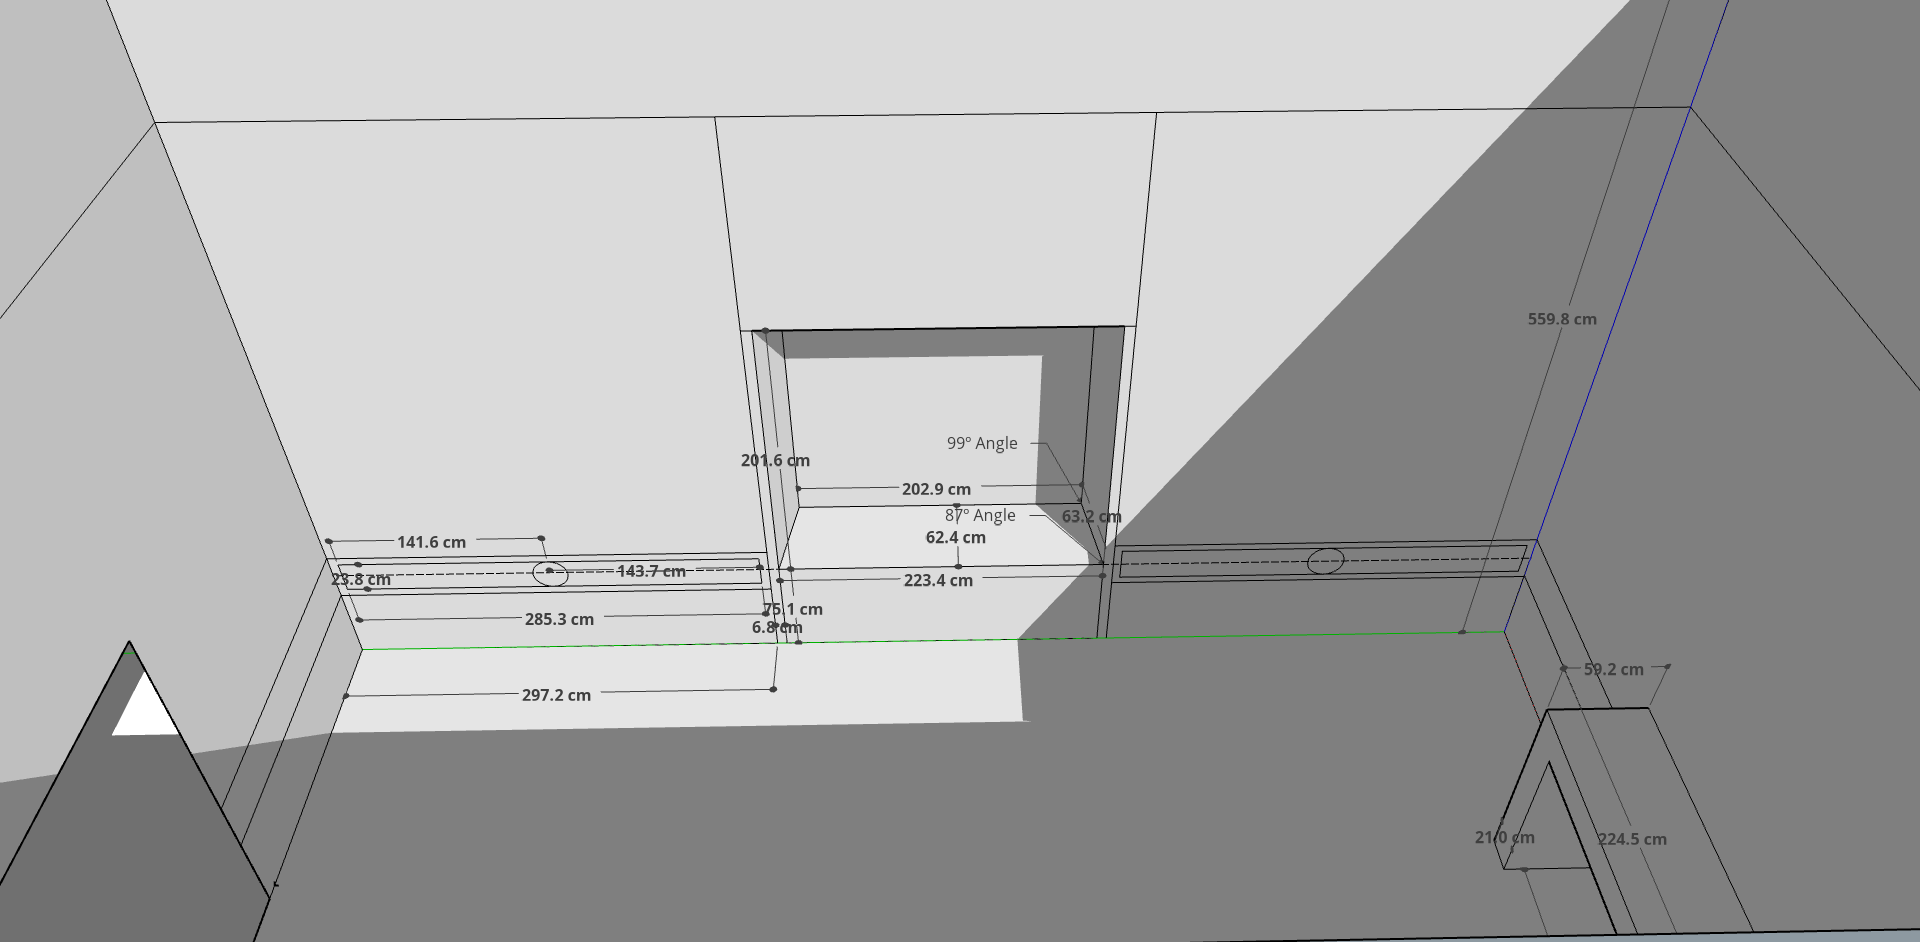 559.8 cm
99º Angle
201.6 cm
202.9 cm
87º Angle
63.2 cm
62.4 cm
141.6 cm
143.7 cm
23.8 cm
223.4 cm
75.1 cm
285.3 cm
6.8 cm
59.2 cm
297.2 cm
21.0 cm
224.5 cm